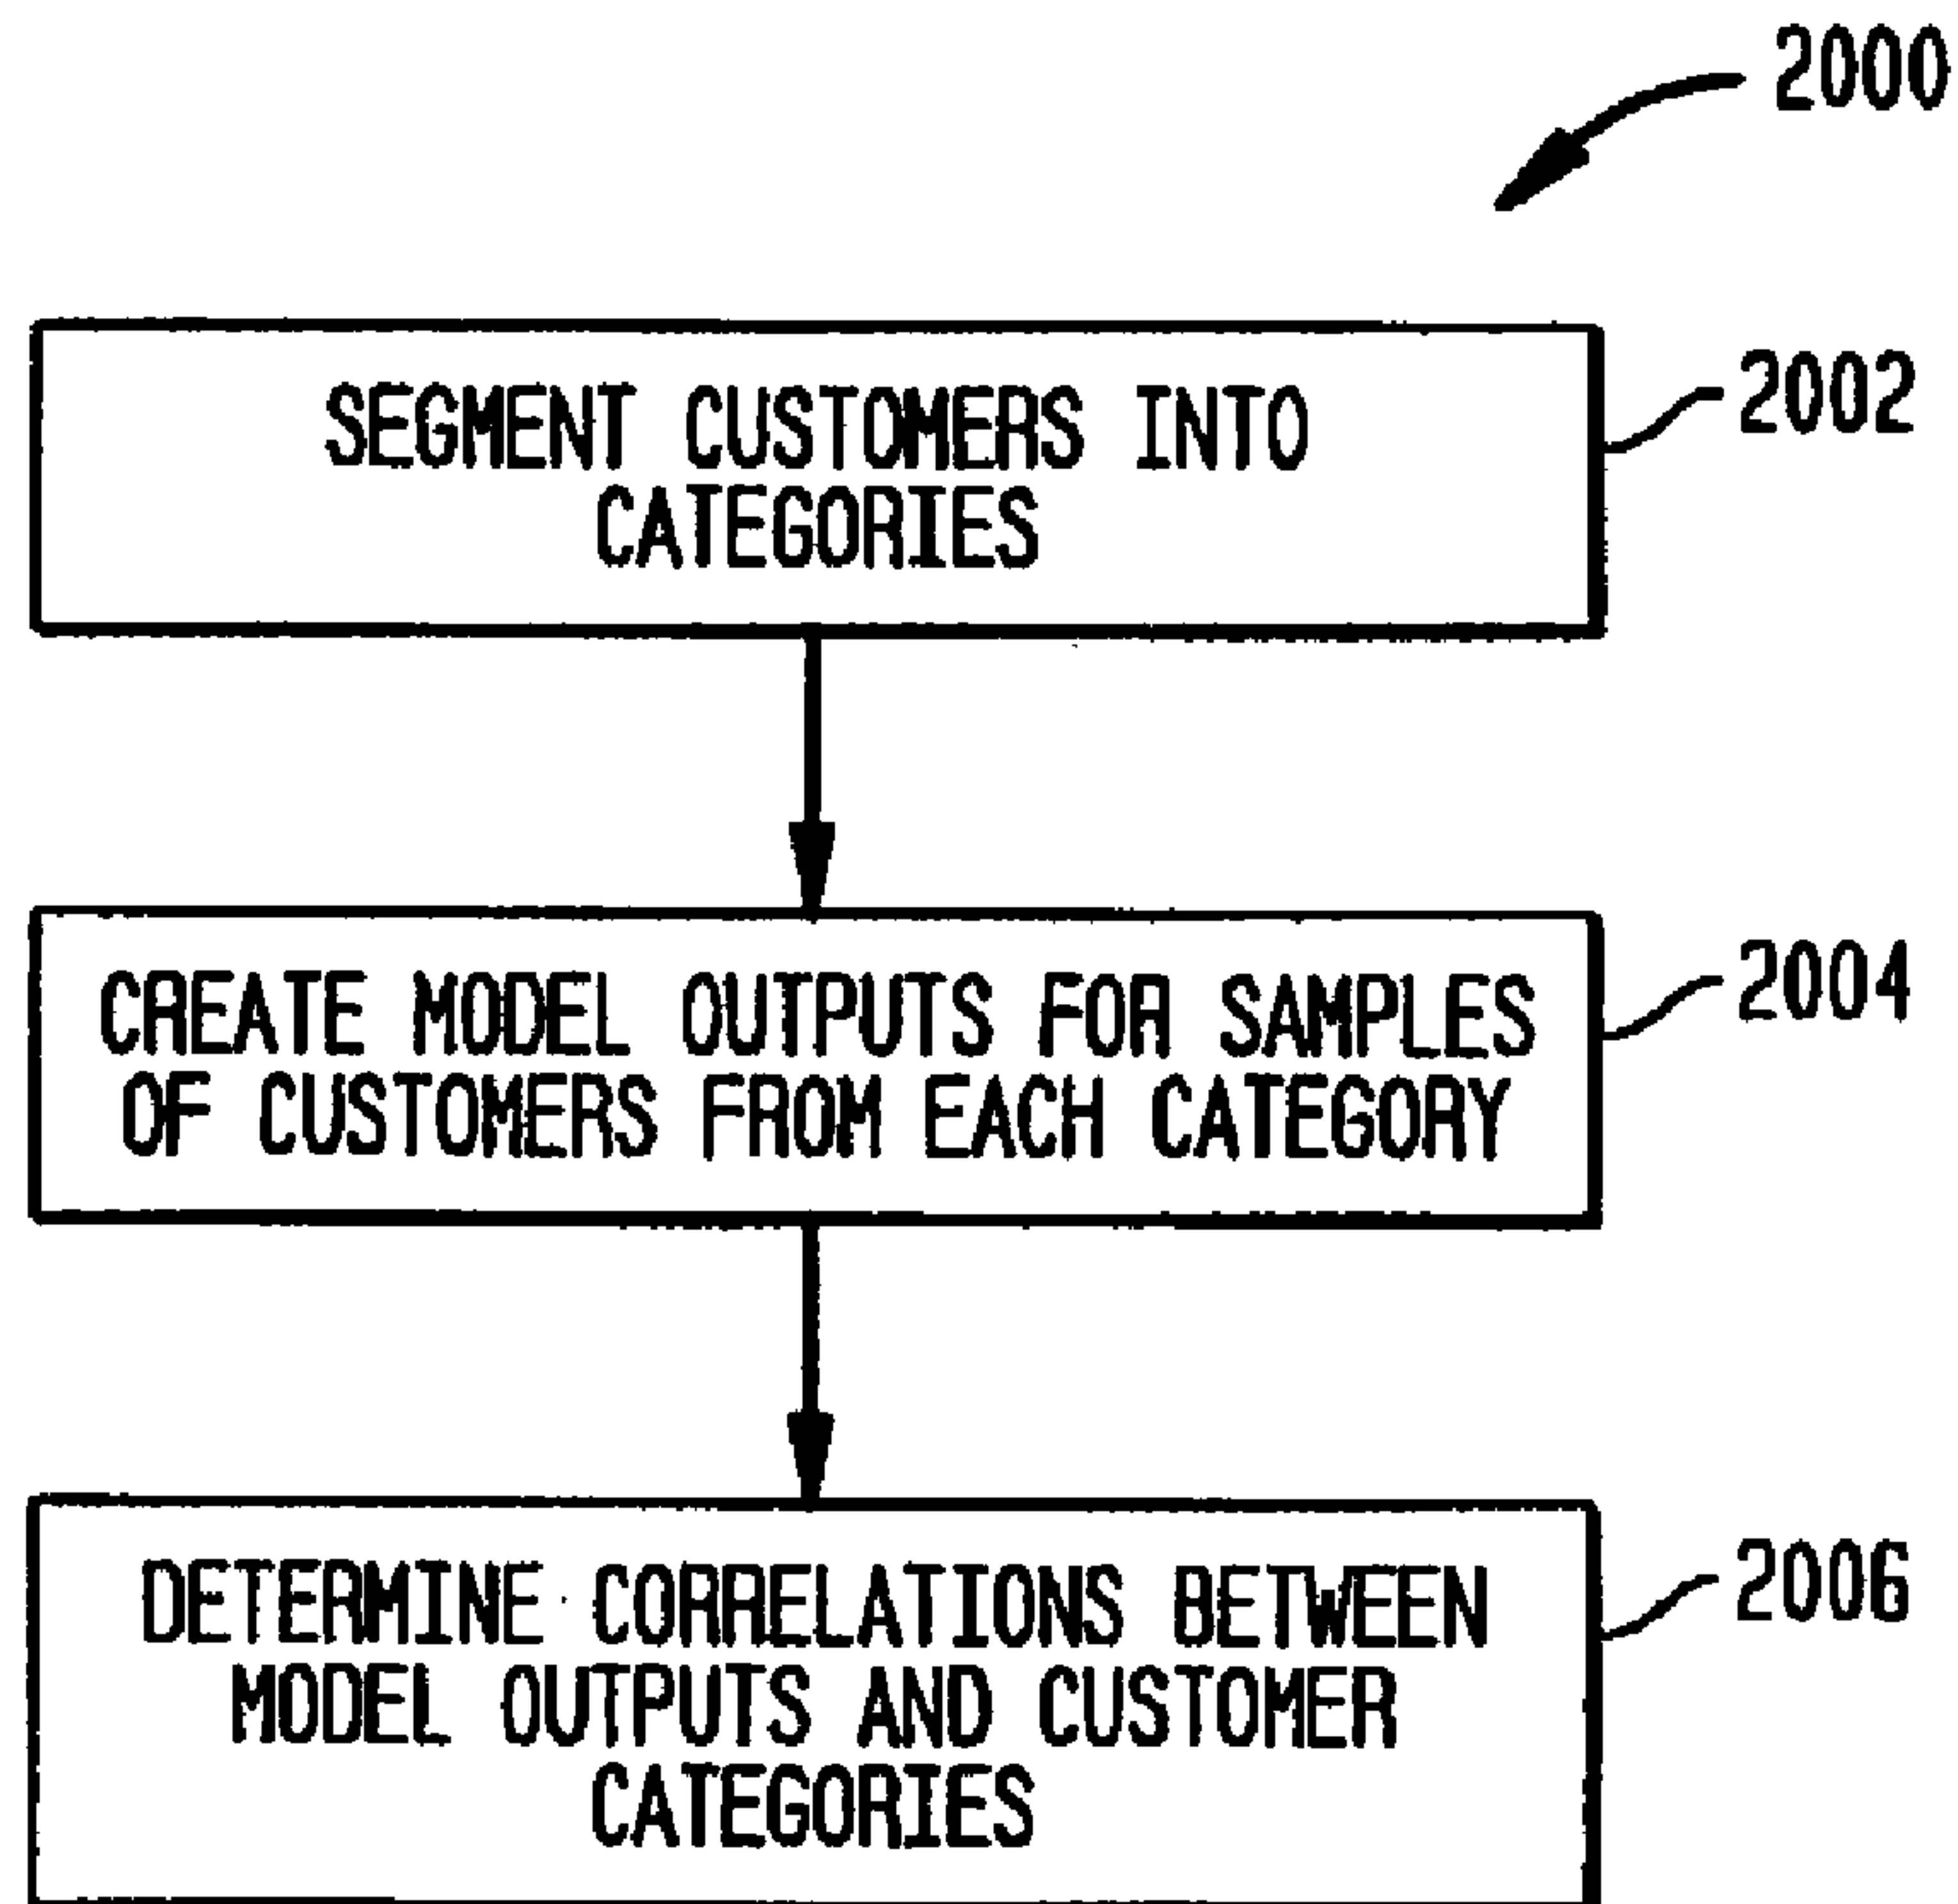 2000
SEGMENT CUSTOMERS INTO
CATEGORIES
2002
CREATE MODEL OUTPUTS FOR SAMPLES
OF CUSTOMERS FROM EACH CATEGORY
2004
DETERMINE CORRELATIONS BETWEEN
MODEL OUTPUTS AND CUSTOMER
CATEGORIES
2006